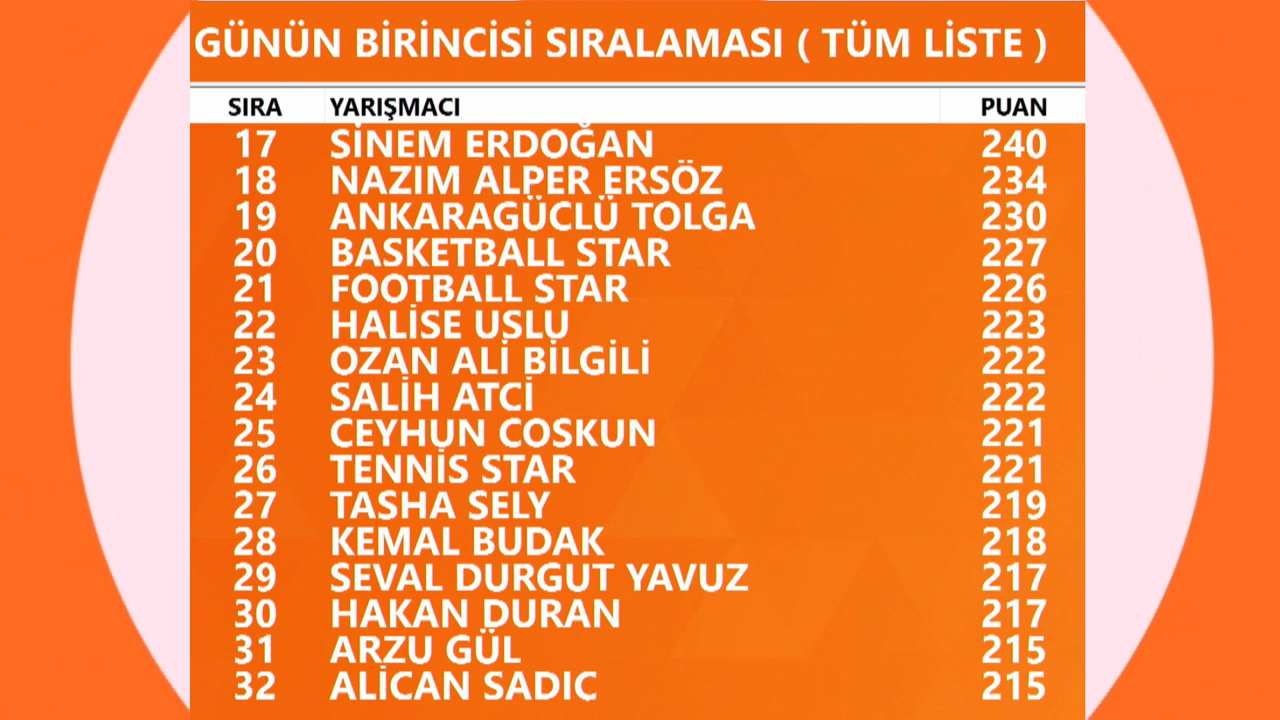 GÜNÜN BİRİNCİSİ SIRALAMASI ( TÜM LİSTE )
SIRA YARIŞMACI PUAN
17 SİNEM ERDOĞAN 240
18 NAZIM ALPER ERSÖZ 234
19 ANKARAGÜCLÜ TOLGA 230
20 BASKETBALL STAR 227
21 FOOTBALL STAR 226
22 HALİSE USLU 223
23 OZAN ALİ BİLGİLİ 222
24 SALİH ATCİ 222
25 CEYHUN COSKUN 221
26 TENNİS STAR 221
27 TASHA SELY 219
28 KEMAL BUDAK 218
29 SEVAL DURGUT YAVUZ 217
30 HAKAN DURAN 217
31 ARZU GÜL 215
32 ALİCAN SADIC 215